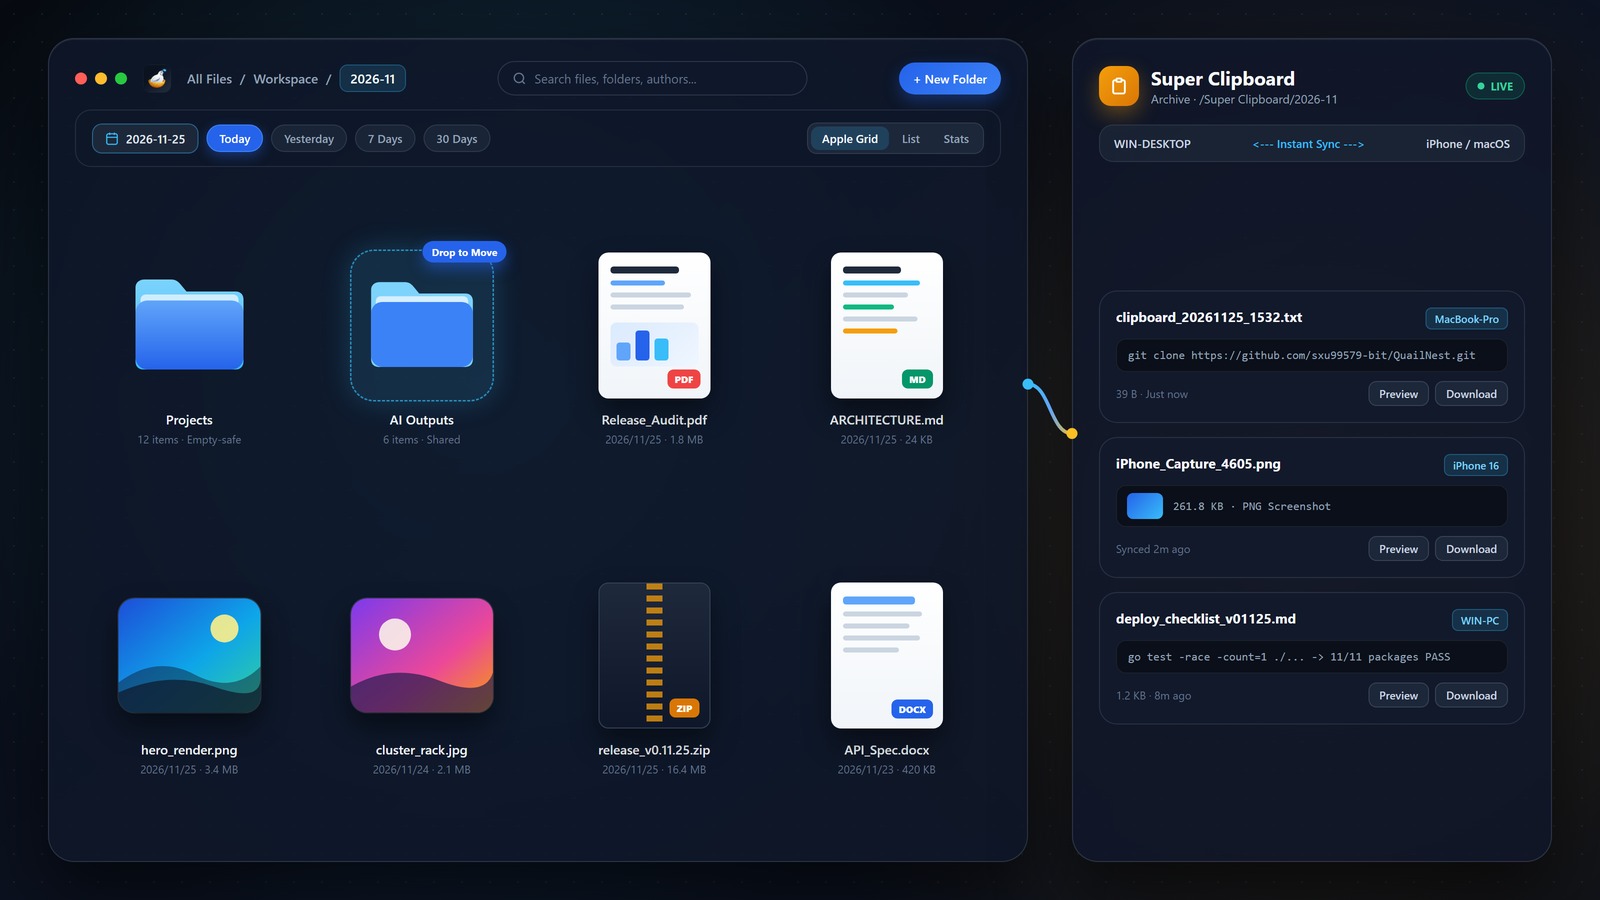 All Files / Workspace / 2026-11
Search files, folders, authors...
+ New Folder
2026-11-25
Today
Yesterday
7 Days
30 Days
Apple Grid
List
Stats
Drop to Move
Projects
12 items · Empty-safe
AI Outputs
6 items · Shared
PDF
Release_Audit.pdf
2026/11/25 · 1.8 MB
MD
ARCHITECTURE.md
2026/11/25 · 24 KB
hero_render.png
2026/11/25 · 3.4 MB
cluster_rack.jpg
2026/11/24 · 2.1 MB
ZIP
release_v0.11.25.zip
2026/11/25 · 16.4 MB
DOCX
API_Spec.docx
2026/11/23 · 420 KB
Super Clipboard
Archive · /Super Clipboard/2026-11
LIVE
WIN-DESKTOP
<--- Instant Sync --->
iPhone / macOS
clipboard_20261125_1532.txt
MacBook-Pro
git clone https://github.com/sxu99579-bit/QuailNest.git
39 B · Just now
Preview
Download
iPhone_Capture_4605.png
iPhone 16
261.8 KB · PNG Screenshot
Synced 2m ago
Preview
Download
deploy_checklist_v01125.md
WIN-PC
go test -race -count=1 ./... -> 11/11 packages PASS
1.2 KB · 8m ago
Preview
Download